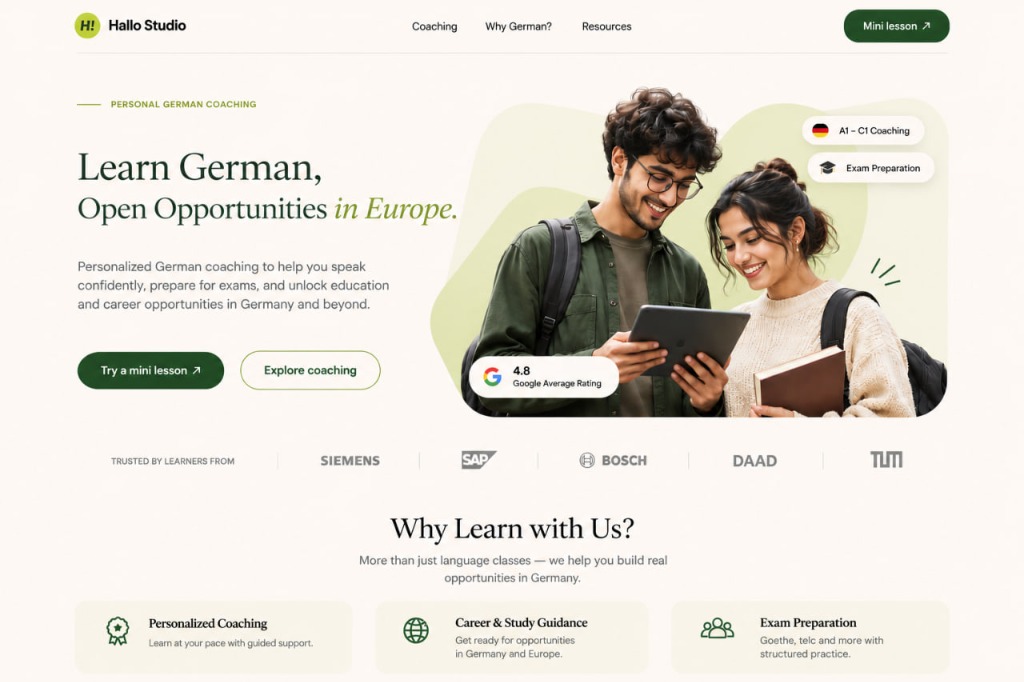 H! Hallo Studio
Coaching
Why German?
Resources
Mini lesson ↗
PERSONAL GERMAN COACHING
Learn German,
Open Opportunities in Europe.
Personalized German coaching to help you speak
confidently, prepare for exams, and unlock education
and career opportunities in Germany and beyond.
Try a mini lesson ↗
Explore coaching
A1 – C1 Coaching
Exam Preparation
G
4.8
Google Average Rating
TRUSTED BY LEARNERS FROM
SIEMENS
SAP
BOSCH
DAAD
TUM
Why Learn with Us?
More than just language classes — we help you build real
opportunities in Germany.
Personalized Coaching
Learn at your pace with guided support.
Career & Study Guidance
Get ready for opportunities
in Germany and Europe.
Exam Preparation
Goethe, telc and more with
structured practice.